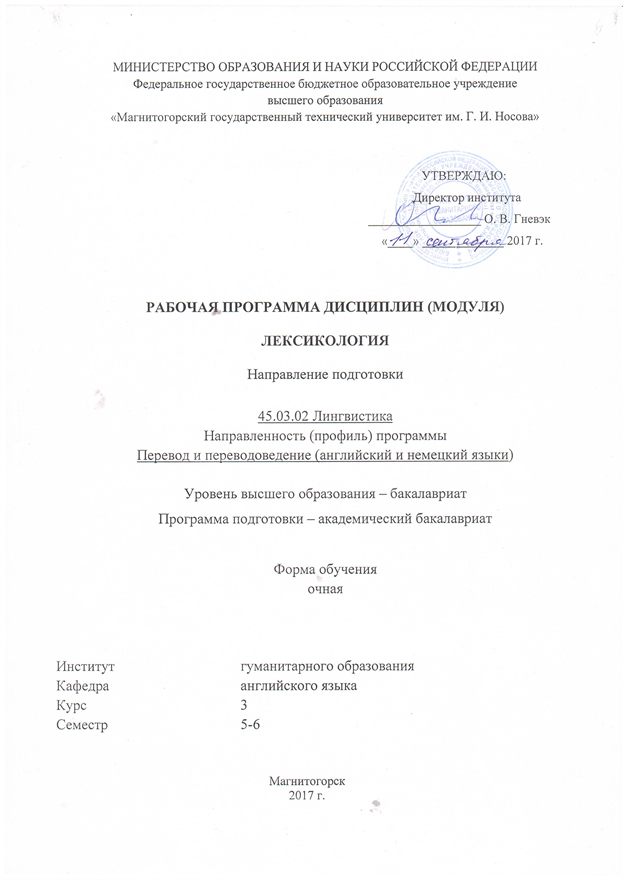 МИНИСТЕРСТВО ОБРАЗОВАНИЯ И НАУКИ РОССИЙСКОЙ ФЕДЕРАЦИИ
Федеральное государственное бюджетное образовательное учреждение
высшего образования
«Магнитогорский государственный технический университет им. Г. И. Носова»
УТВЕРЖДАЮ:
Директор института
О. В. Гневэк
«11» сентября 2017 г.
РАБОЧАЯ ПРОГРАММА ДИСЦИПЛИН (МОДУЛЯ)
ЛЕКСИКОЛОГИЯ
Направление подготовки
45.03.02 Лингвистика
Направленность (профиль) программы
Перевод и переводоведение (английский и немецкий языки)
Уровень высшего образования – бакалавриат
Программа подготовки – академический бакалавриат
Форма обучения
очная
Институт гуманитарного образования
Кафедра английского языка
Курс 3
Семестр 5-6
Магнитогорск
2017 г.